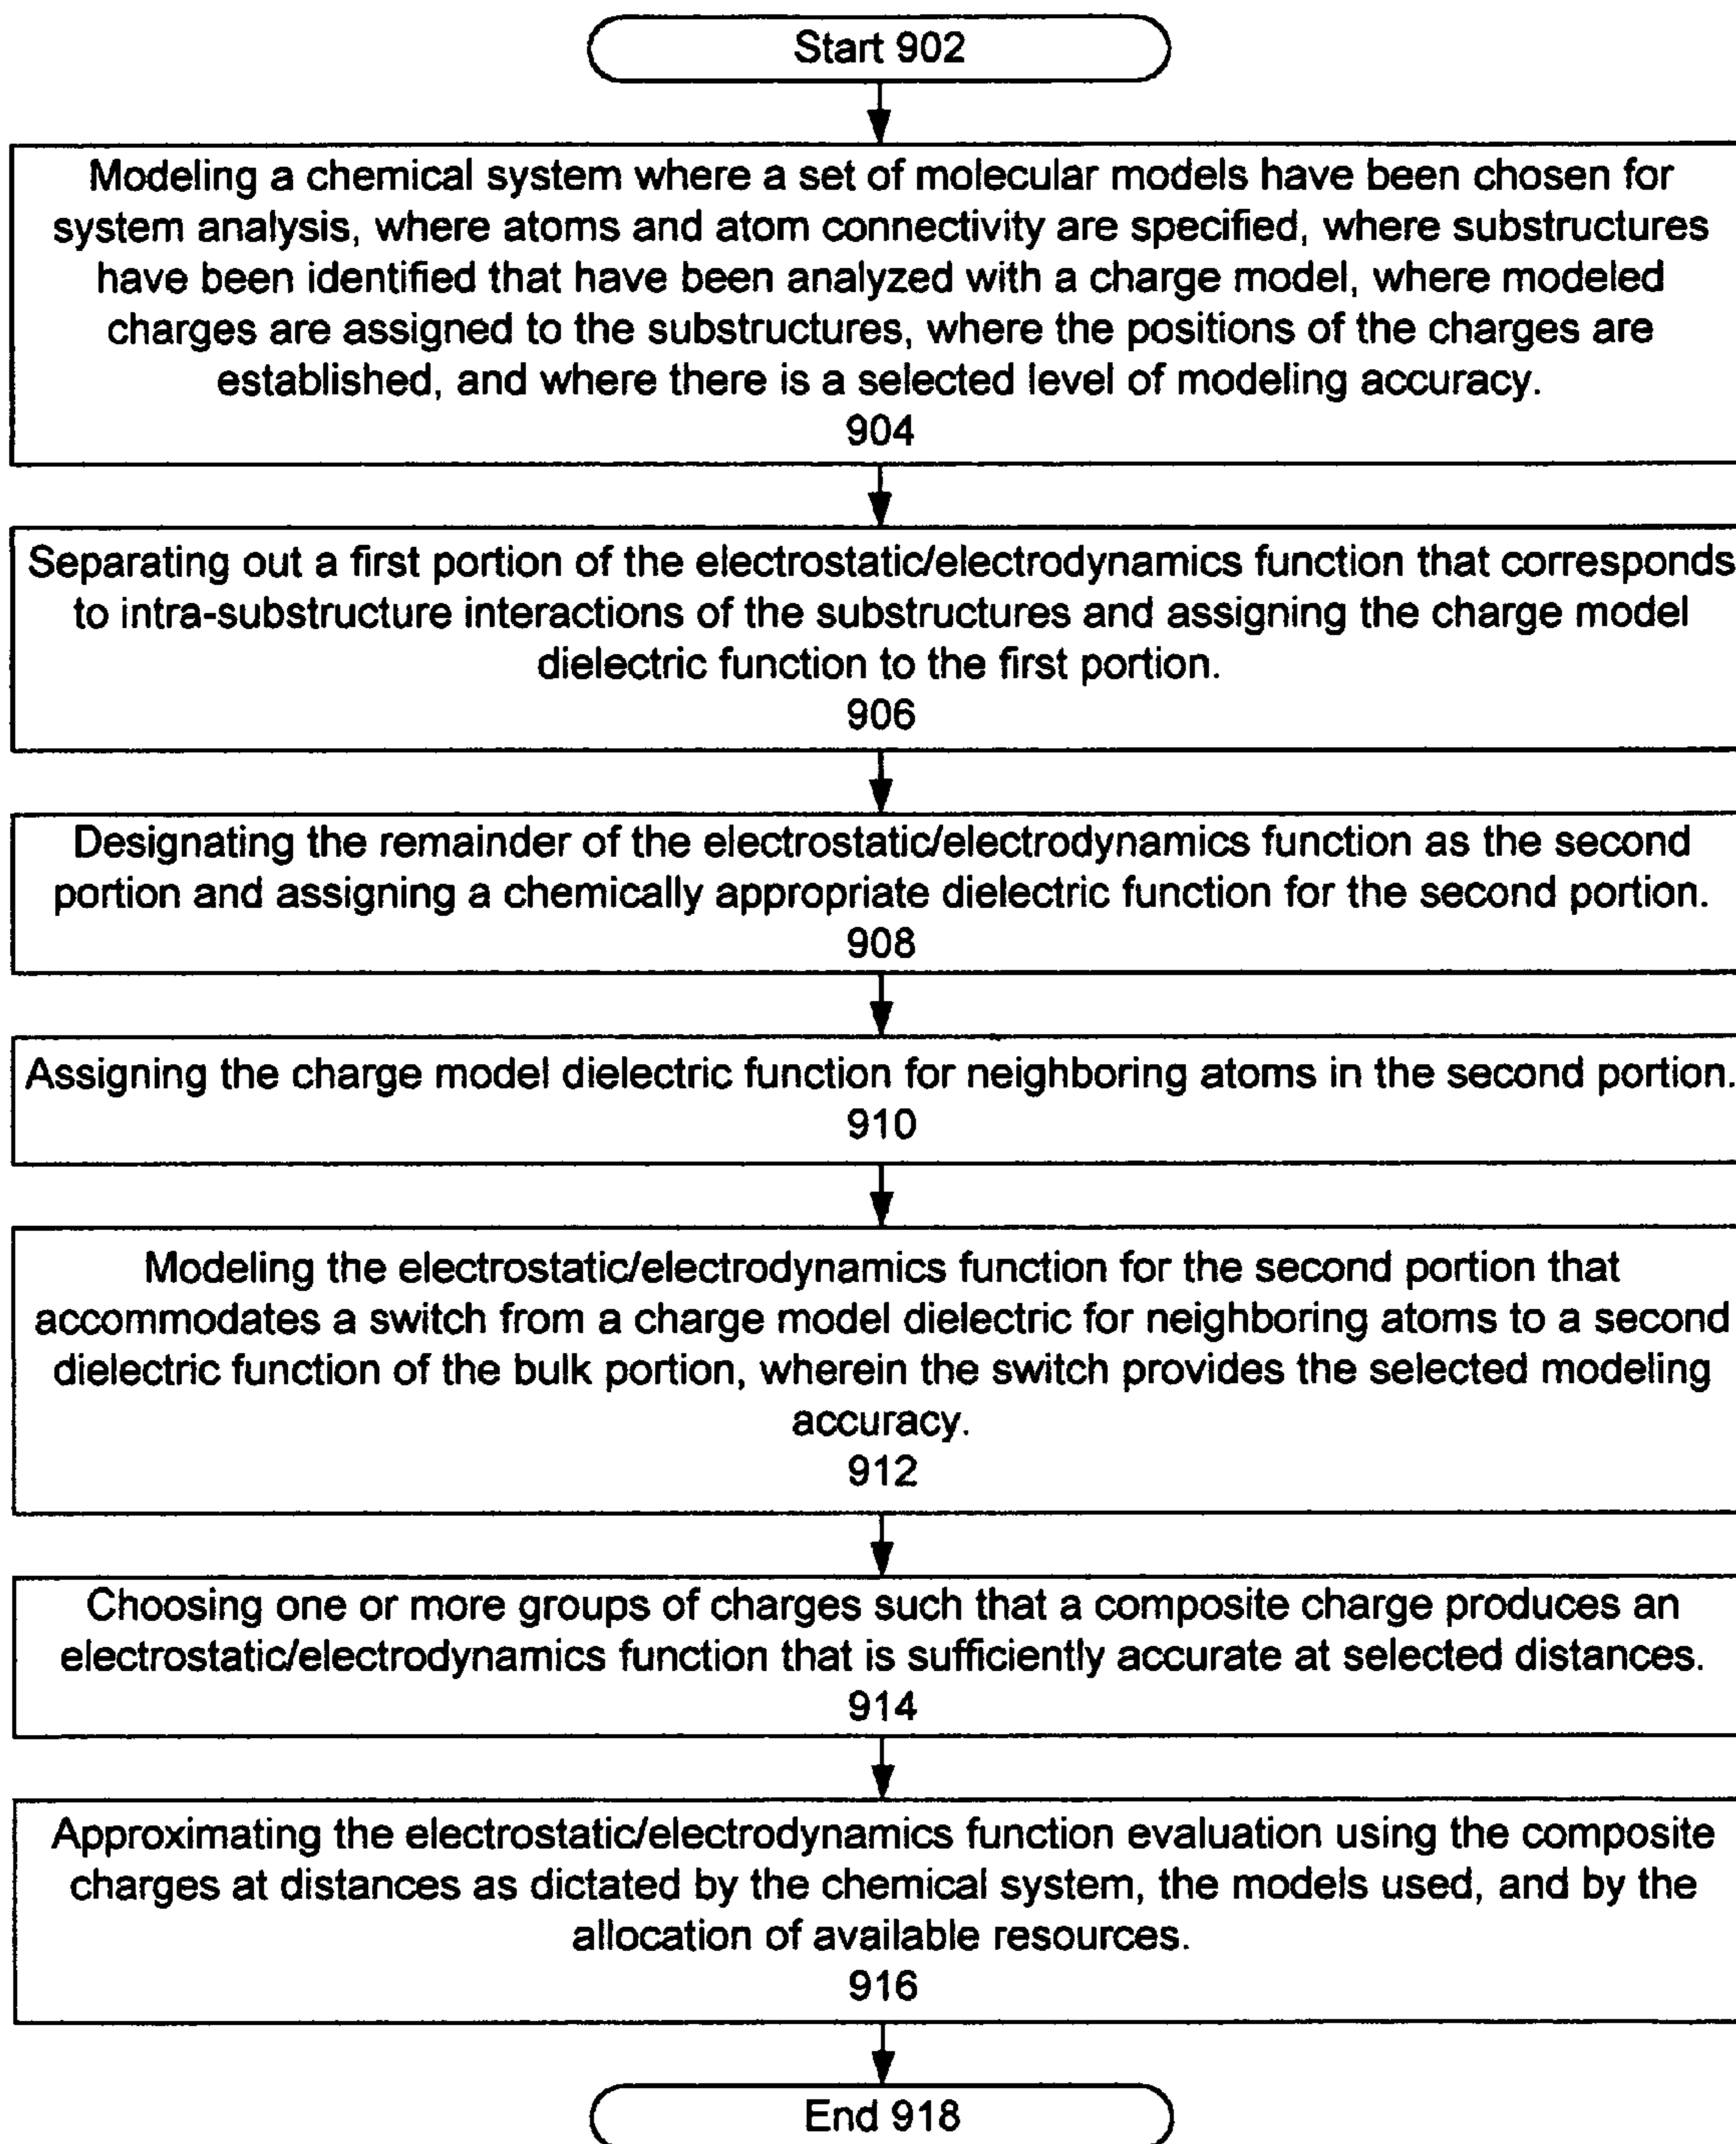 Start 902
Modeling a chemical system where a set of molecular models have been chosen for
system analysis, where atoms and atom connectivity are specified, where substructures
have been identified that have been analyzed with a charge model, where modeled
charges are assigned to the substructures, where the positions of the charges are
established, and where there is a selected level of modeling accuracy.
904
Separating out a first portion of the electrostatic/electrodynamics function that corresponds
to intra-substructure interactions of the substructures and assigning the charge model
dielectric function to the first portion.
906
Designating the remainder of the electrostatic/electrodynamics function as the second
portion and assigning a chemically appropriate dielectric function for the second portion.
908
Assigning the charge model dielectric function for neighboring atoms in the second portion.
910
Modeling the electrostatic/electrodynamics function for the second portion that
accommodates a switch from a charge model dielectric for neighboring atoms to a second
dielectric function of the bulk portion, wherein the switch provides the selected modeling
accuracy.
912
Choosing one or more groups of charges such that a composite charge produces an
electrostatic/electrodynamics function that is sufficiently accurate at selected distances.
914
Approximating the electrostatic/electrodynamics function evaluation using the composite
charges at distances as dictated by the chemical system, the models used, and by the
allocation of available resources.
916
End 918